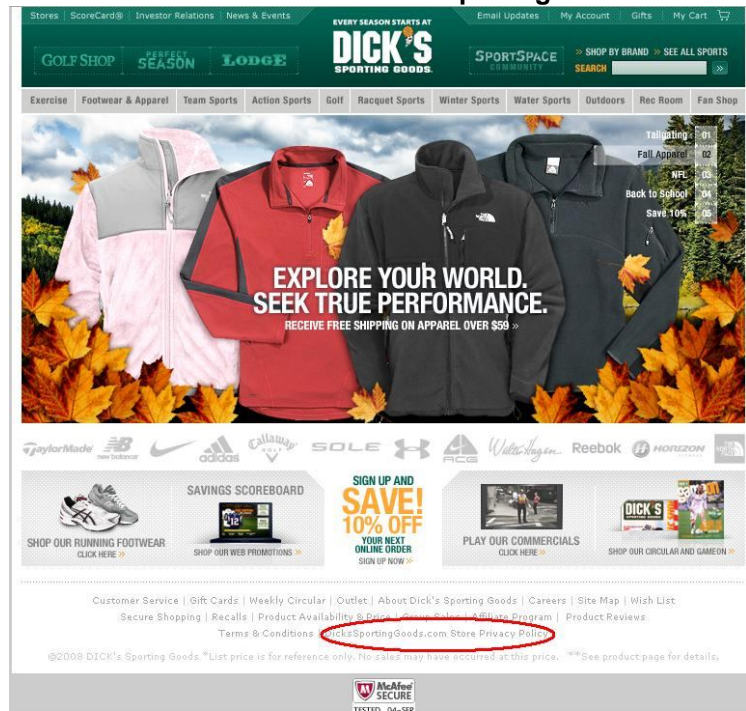 Stores | ScoreCard® | Investor Relations | News & Events
EVERY SEASON STARTS AT
DICK'S
SPORTING GOODS.
Email Updates | My Account | Gifts | My Cart
GOLF SHOP
PERFECT
SEASON
LODGE
SPORTSPACE
COMMUNITY
» SHOP BY BRAND » SEE ALL SPORTS
SEARCH »
Exercise Footwear & Apparel Team Sports Action Sports Golf Racquet Sports Winter Sports Water Sports Outdoors Rec Room Fan Shop
Tailgating 01
Fall Apparel 02
NFL 03
Back to School 04
Save 10% 05
EXPLORE YOUR WORLD.
SEEK TRUE PERFORMANCE.
RECEIVE FREE SHIPPING ON APPAREL OVER $59 »
TaylorMade new balance adidas Callaway GOLF SOLE ACG Walter Hagen Reebok HORIZON FITNESS
SHOP OUR RUNNING FOOTWEAR
CLICK HERE »
SAVINGS SCOREBOARD
SHOP OUR WEB PROMOTIONS »
SIGN UP AND
SAVE!
10% OFF
YOUR NEXT
ONLINE ORDER
SIGN UP NOW »
PLAY OUR COMMERCIALS
CLICK HERE »
DICK'S
SHOP OUR CIRCULAR AND GAMEON »
Customer Service | Gift Cards | Weekly Circular | Outlet | About Dick's Sporting Goods | Careers | Site Map | Wish List
Secure Shopping | Recalls | Product Availability & Price | Group Sales | Affiliate Program | Product Reviews
Terms & Conditions | DicksSportingGoods.com Store Privacy Policy
©2008 DICK's Sporting Goods *List price is for reference only. No sales may have occurred at this price. **See product page for details.
McAfee
SECURE
TESTED 04-SEP